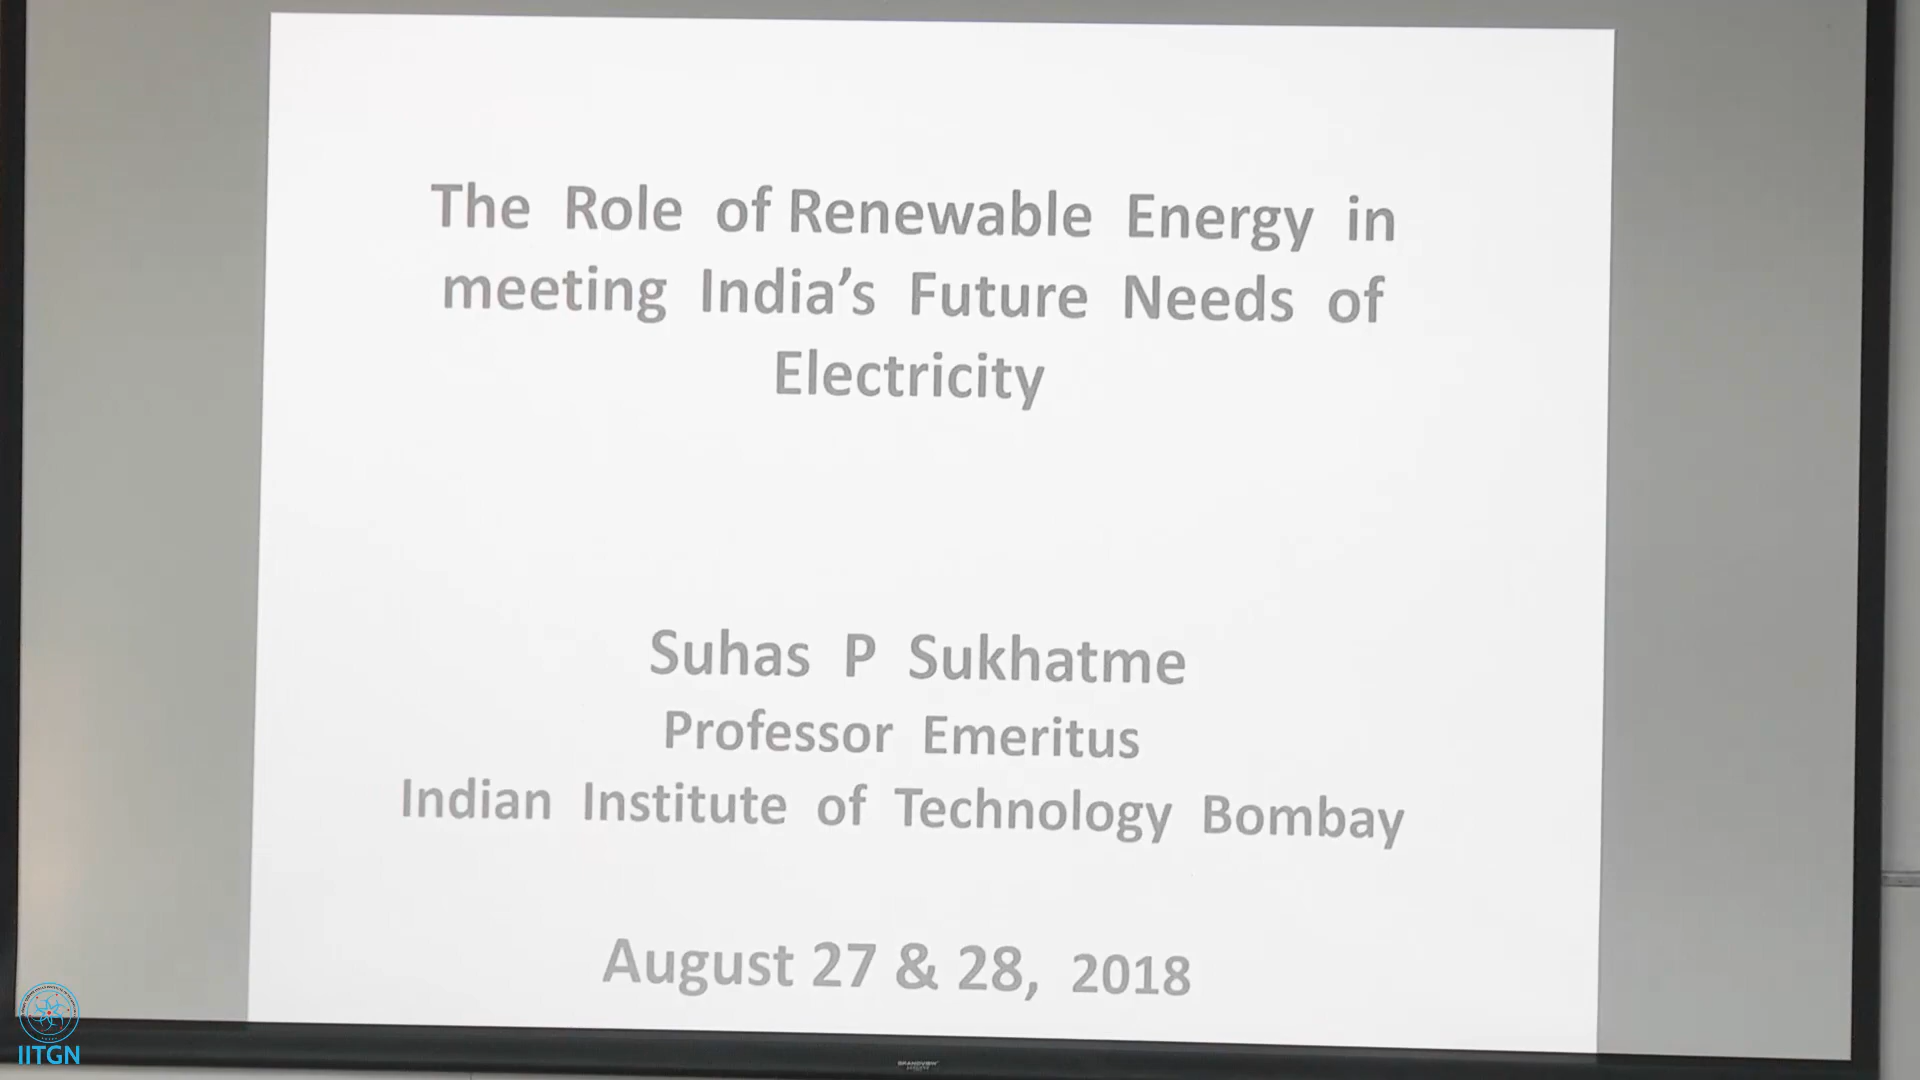 The Role of Renewable Energy in
meeting India's Future Needs of
Electricity
Suhas P Sukhatme
Professor Emeritus
Indian Institute of Technology Bombay
August 27 & 28, 2018
IITGN
GRANDVIEW